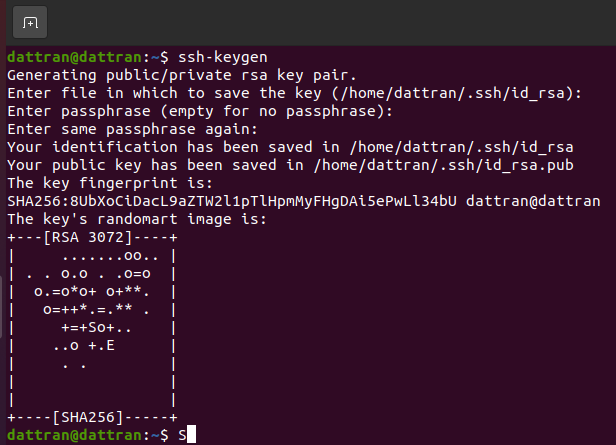 dattran@dattran:~$ ssh-keygen
Generating public/private rsa key pair.
Enter file in which to save the key (/home/dattran/.ssh/id_rsa):
Enter passphrase (empty for no passphrase):
Enter same passphrase again:
Your identification has been saved in /home/dattran/.ssh/id_rsa
Your public key has been saved in /home/dattran/.ssh/id_rsa.pub
The key fingerprint is:
SHA256:8UbXoCiDacL9aZTW2l1pTlHpmMyFHgDAi5ePwLl34bU dattran@dattran
The key's randomart image is:
+---[RSA 3072]----+
|     .......oo.. |
| . . o.o . .o=o  |
|  o.=o*o+ o+**.  |
|   o=++*.=.** .  |
|     +=+So+..    |
|    ..o +.E      |
|     . .         |
|                 |
|                 |
+----[SHA256]-----+
dattran@dattran:~$ S